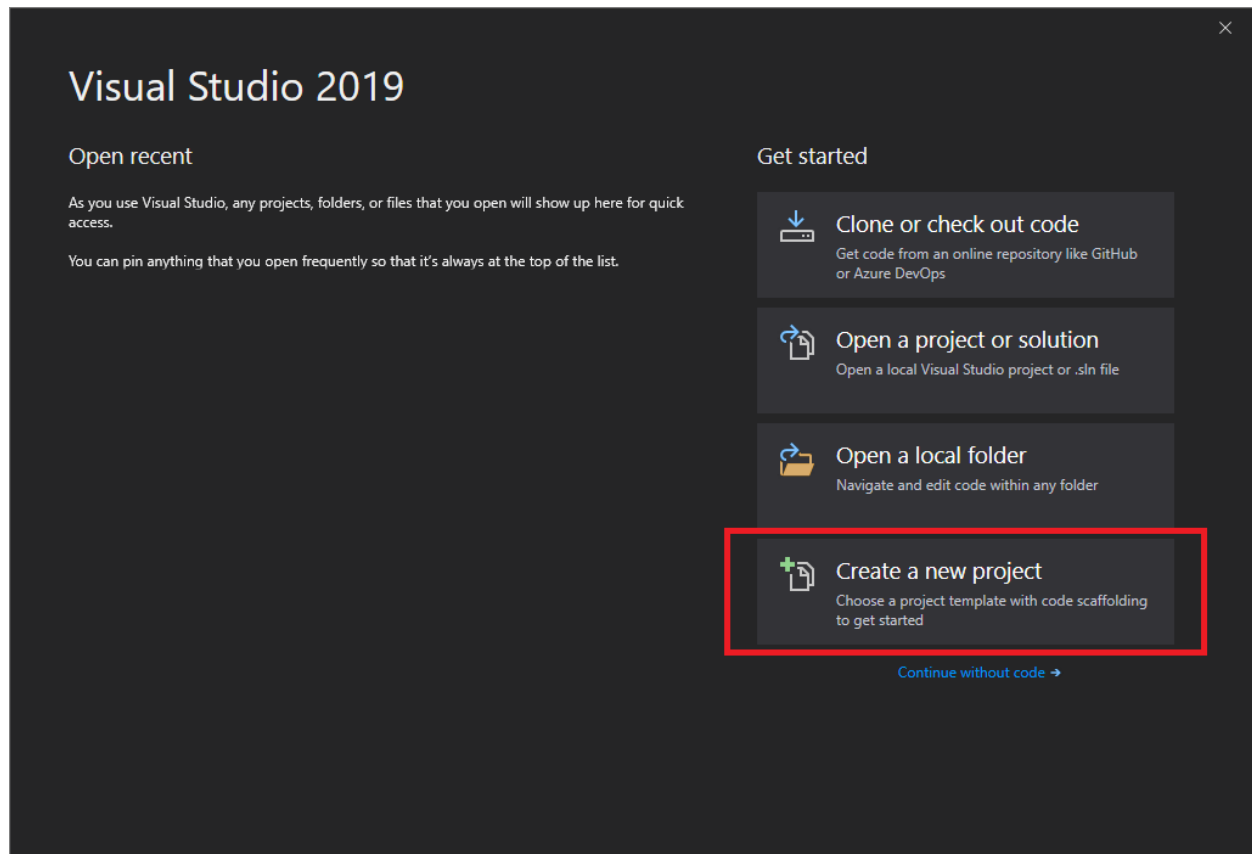 Visual Studio 2019
Open recent
As you use Visual Studio, any projects, folders, or files that you open will show up here for quick
access.
You can pin anything that you open frequently so that it's always at the top of the list.
Get started
Clone or check out code
Get code from an online repository like GitHub
or Azure DevOps
Open a project or solution
Open a local Visual Studio project or .sln file
Open a local folder
Navigate and edit code within any folder
Create a new project
Choose a project template with code scaffolding
to get started
Continue without code →